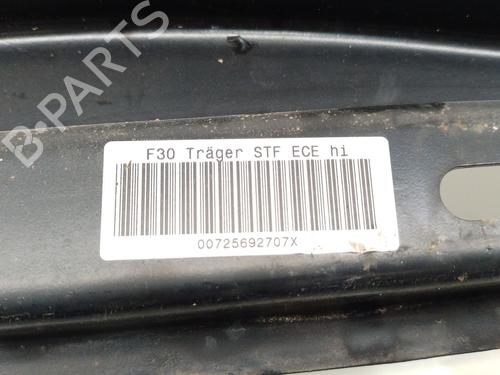 F30 Träger STF ECE hi
00725692707X
B-PARTS